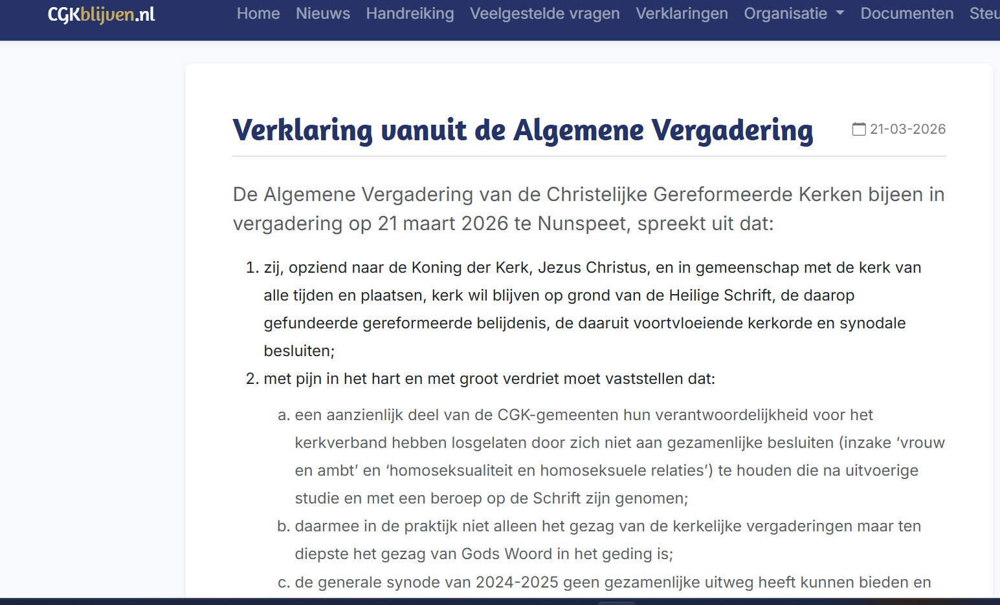 CGKblijven.nl
Home Nieuws Handreiking Veelgestelde vragen Verklaringen Organisatie Documenten Steu
Verklaring vanuit de Algemene Vergadering
21-03-2026
De Algemene Vergadering van de Christelijke Gereformeerde Kerken bijeen in
vergadering op 21 maart 2026 te Nunspeet, spreekt uit dat:
1. zij, opziend naar de Koning der Kerk, Jezus Christus, en in gemeenschap met de kerk van
alle tijden en plaatsen, kerk wil blijven op grond van de Heilige Schrift, de daarop
gefundeerde gereformeerde belijdenis, de daaruit voortvloeiende kerkorde en synodale
besluiten;
2. met pijn in het hart en met groot verdriet moet vaststellen dat:
a. een aanzienlijk deel van de CGK-gemeenten hun verantwoordelijkheid voor het
kerkverband hebben losgelaten door zich niet aan gezamenlijke besluiten (inzake ‘vrouw
en ambt’ en ‘homoseksualiteit en homoseksuele relaties’) te houden die na uitvoerige
studie en met een beroep op de Schrift zijn genomen;
b. daarmee in de praktijk niet alleen het gezag van de kerkelijke vergaderingen maar ten
diepste het gezag van Gods Woord in het geding is;
c. de generale synode van 2024-2025 geen gezamenlijke uitweg heeft kunnen bieden en